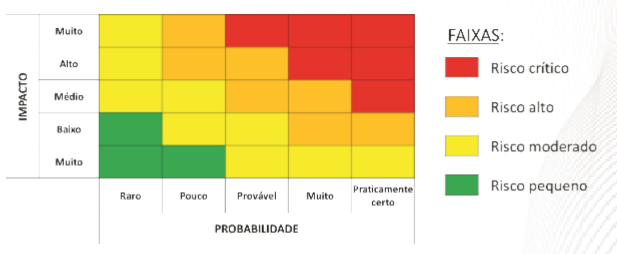 IMPACTO
Muito
Alto
Médio
Baixo
Muito
Raro
Pouco
Provável
Muito
Praticamente
certo
PROBABILIDADE
FAIXAS:
Risco crítico
Risco alto
Risco moderado
Risco pequeno